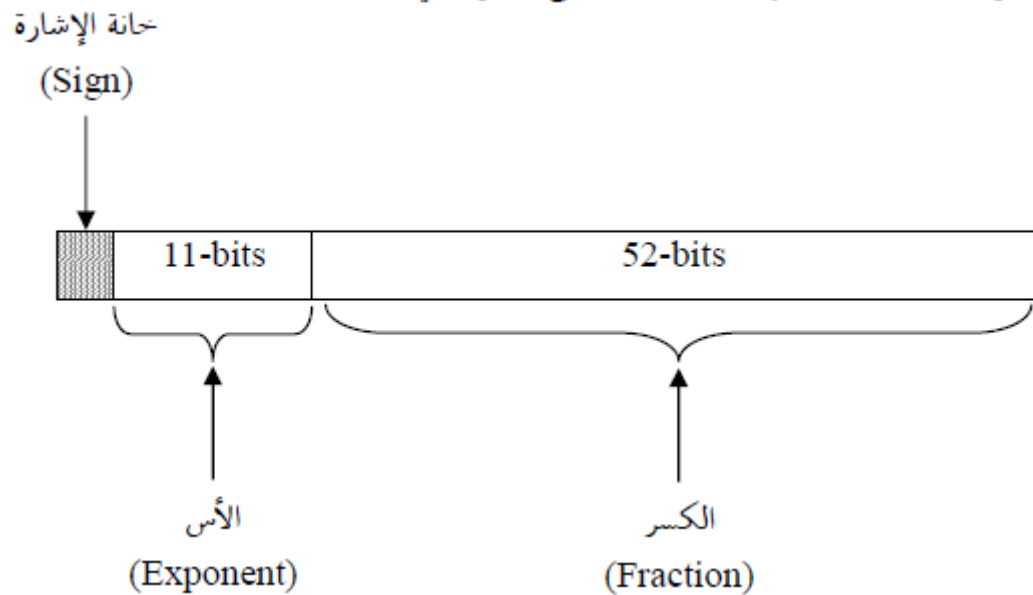 خانة الإشارة
(Sign)
11-bits
52-bits
الأس
(Exponent)
الكسر
(Fraction)